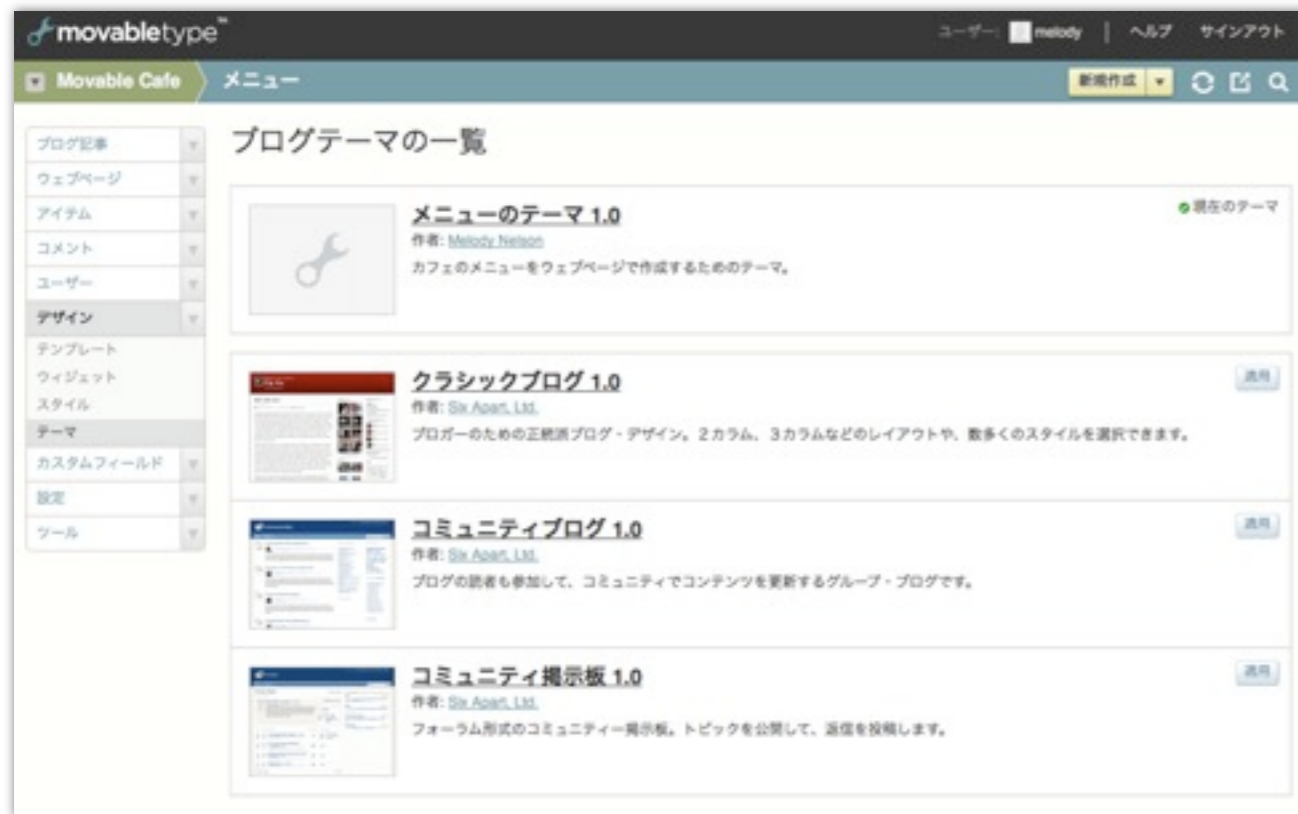 movabletype™
ユーザー: melody | ヘルプ サインアウト
Movable Cafe メニュー
新規作成
ブログ記事
ウェブページ
アイテム
コメント
ユーザー
デザイン
テンプレート
ウィジェット
スタイル
テーマ
カスタムフィールド
設定
ツール
ブログテーマの一覧
メニューのテーマ 1.0
現在のテーマ
作者: Melody Nelson
カフェのメニューをウェブページで作成するためのテーマ。
クラシックブログ 1.0
適用
作者: Six Apart, Ltd.
ブロガーのための正統派ブログ・デザイン。2カラム、3カラムなどのレイアウトや、数多くのスタイルを選択できます。
コミュニティブログ 1.0
適用
作者: Six Apart, Ltd.
ブログの読者も参加して、コミュニティでコンテンツを更新するグループ・ブログです。
コミュニティ掲示板 1.0
適用
作者: Six Apart, Ltd.
フォーラム形式のコミュニティー掲示板。トピックを公開して、返信を投稿します。